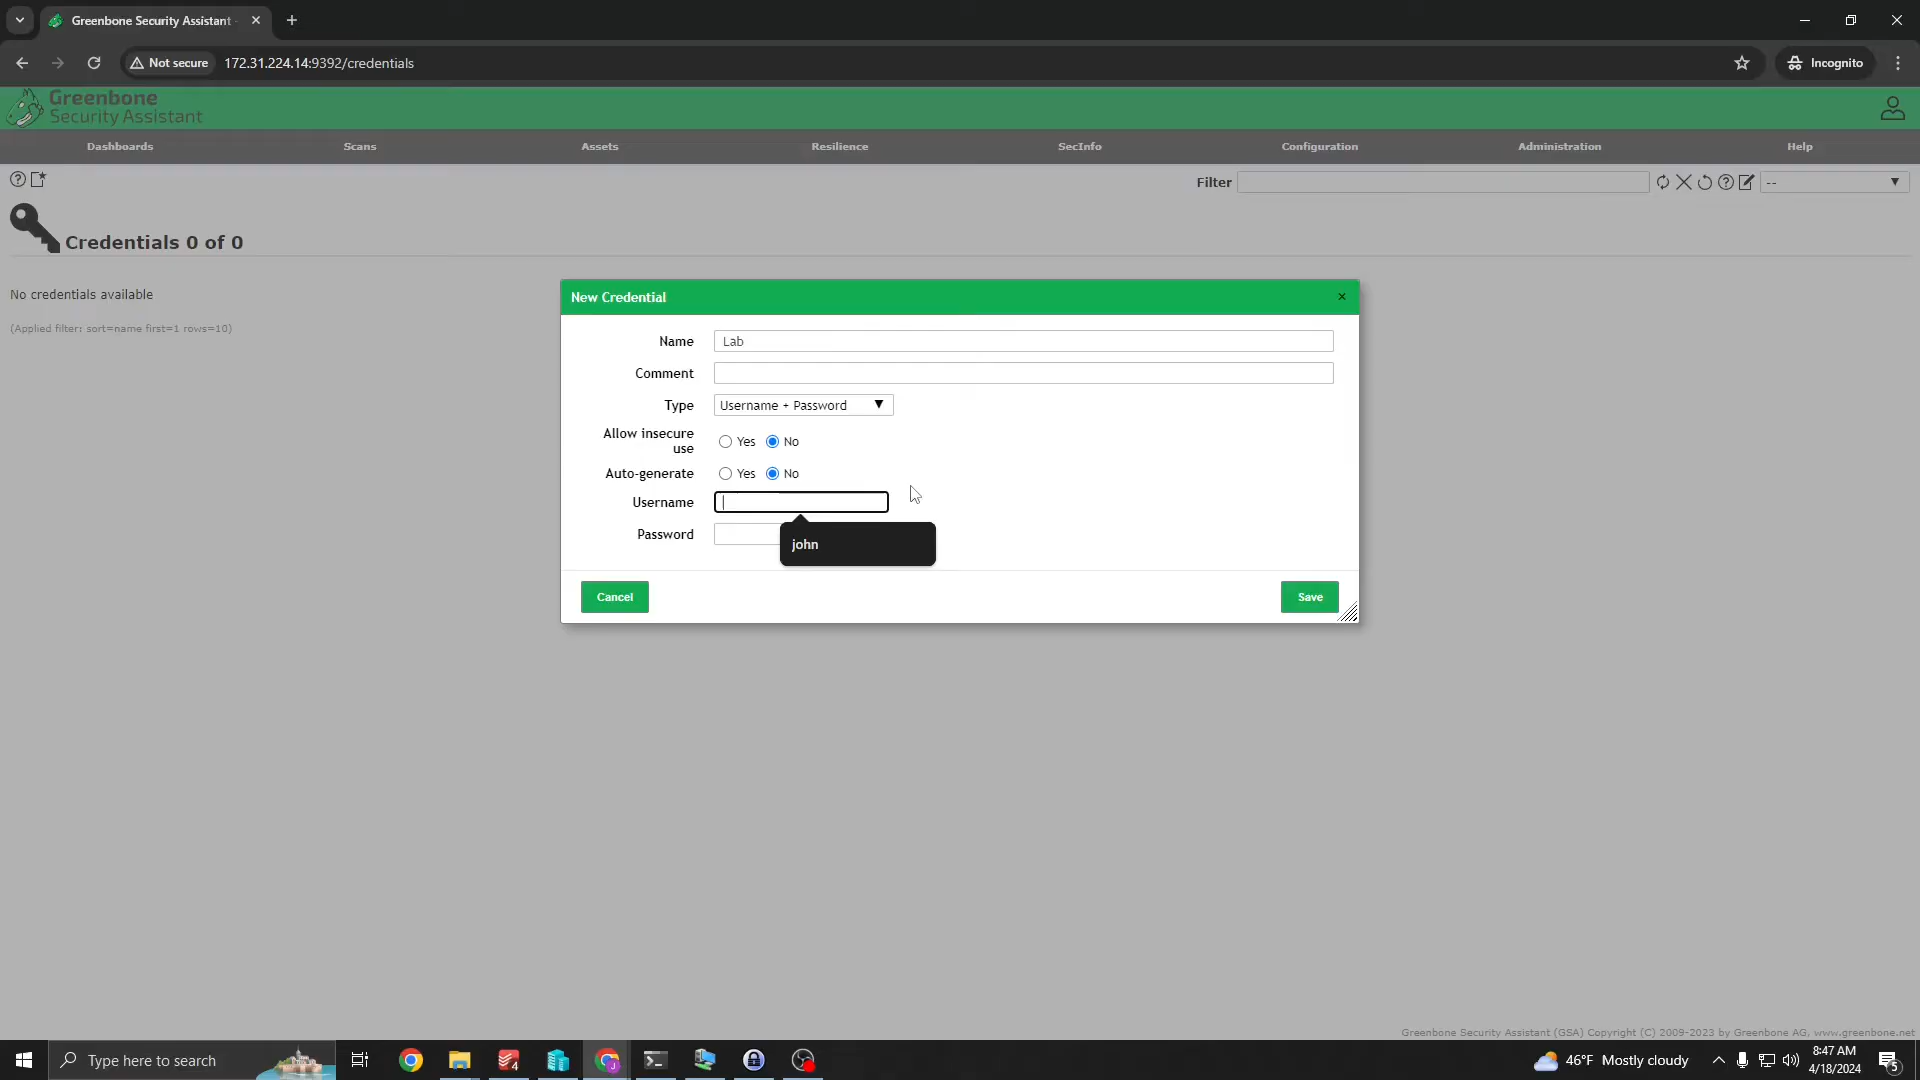 Greenbone Security Assistant
Not secure
172.31.224.14:9392/credentials
Incognito
Greenbone
Security Assistant
Dashboards
Scans
Assets
Resilience
SecInfo
Configuration
Administration
Help
Filter
--
Credentials 0 of 0
No credentials available
(Applied filter: sort=name first=1 rows=10)
New Credential
Name
Lab
Comment
Type
Username + Password
Allow insecure
use
Yes
No
Auto-generate
Yes
No
Username
Password
john
Cancel
Save
Greenbone Security Assistant (GSA) Copyright (C) 2009-2023 by Greenbone AG, www.greenbone.net
Type here to search
4
J
46°F Mostly cloudy
8:47 AM
4/18/2024
5